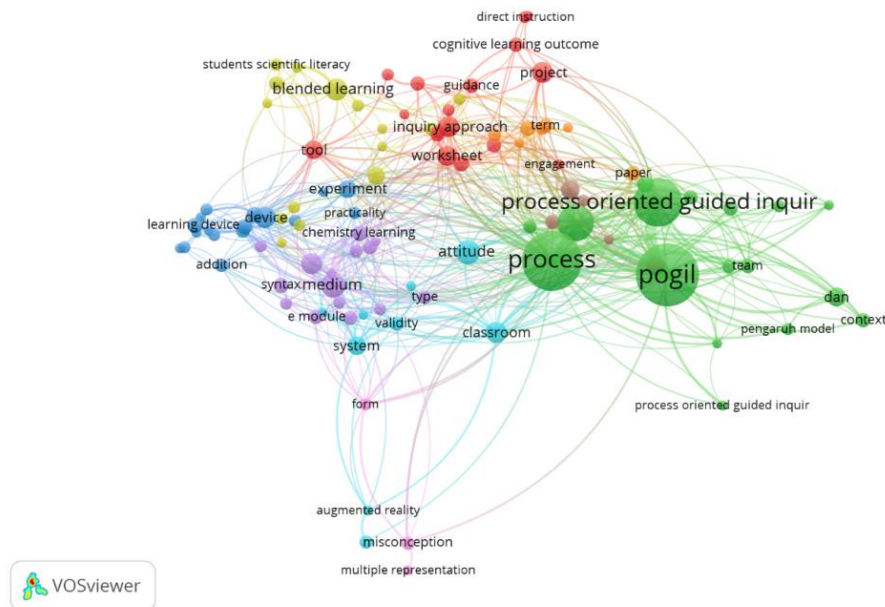 direct instruction
cognitive learning outcome
students scientific literacy
project
blended learning
guidance
inquiry approach
term
tool
worksheet
engagement
paper
experiment
process oriented guided inquir
learning device
device
practicality
chemistry learning
attitude
process
addition
pogil
team
syntax
medium
type
dan
e module
validity
context
classroom
pengaruh model
system
form
process oriented guided inquir
augmented reality
misconception
multiple representation
VOSviewer